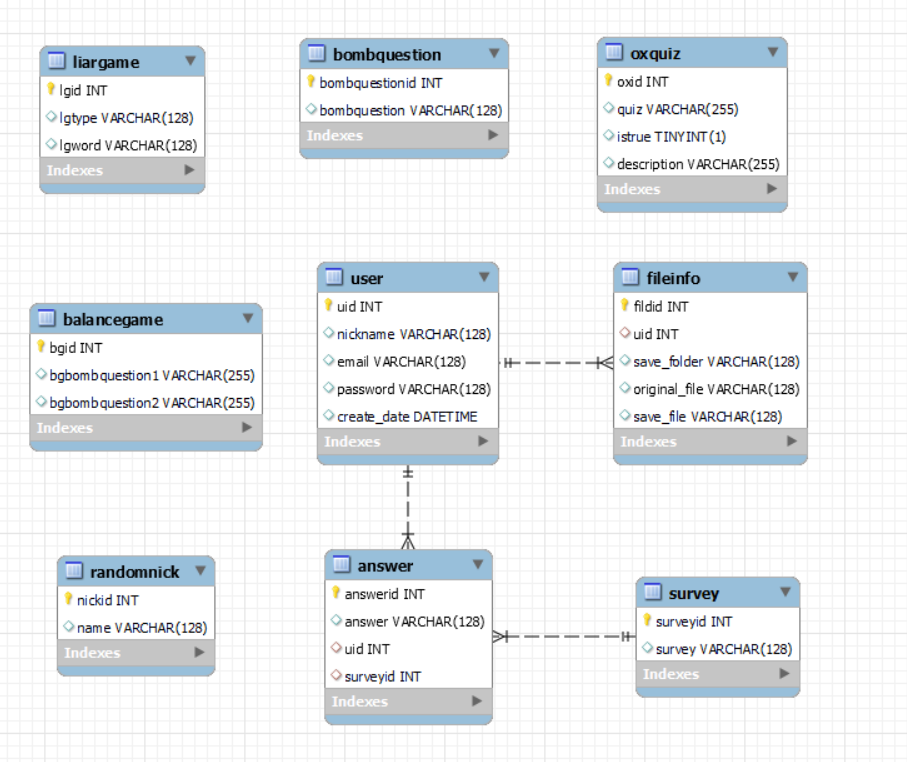 liargame
lgid INT
lgtype VARCHAR(128)
lgword VARCHAR(128)
Indexes
bombquestion
bombquestionid INT
bombquestion VARCHAR(128)
Indexes
oxquiz
oxid INT
quiz VARCHAR(255)
istrue TINYINT(1)
description VARCHAR(255)
Indexes
balancegame
bgid INT
bgbombquestion1 VARCHAR(255)
bgbombquestion2 VARCHAR(255)
Indexes
user
uid INT
nickname VARCHAR(128)
email VARCHAR(128)
password VARCHAR(128)
create_date DATETIME
Indexes
fileinfo
fildid INT
uid INT
save_folder VARCHAR(128)
original_file VARCHAR(128)
save_file VARCHAR(128)
Indexes
randomnick
nickid INT
name VARCHAR(128)
Indexes
answer
answerid INT
answer VARCHAR(128)
uid INT
surveyid INT
Indexes
survey
surveyid INT
survey VARCHAR(128)
Indexes